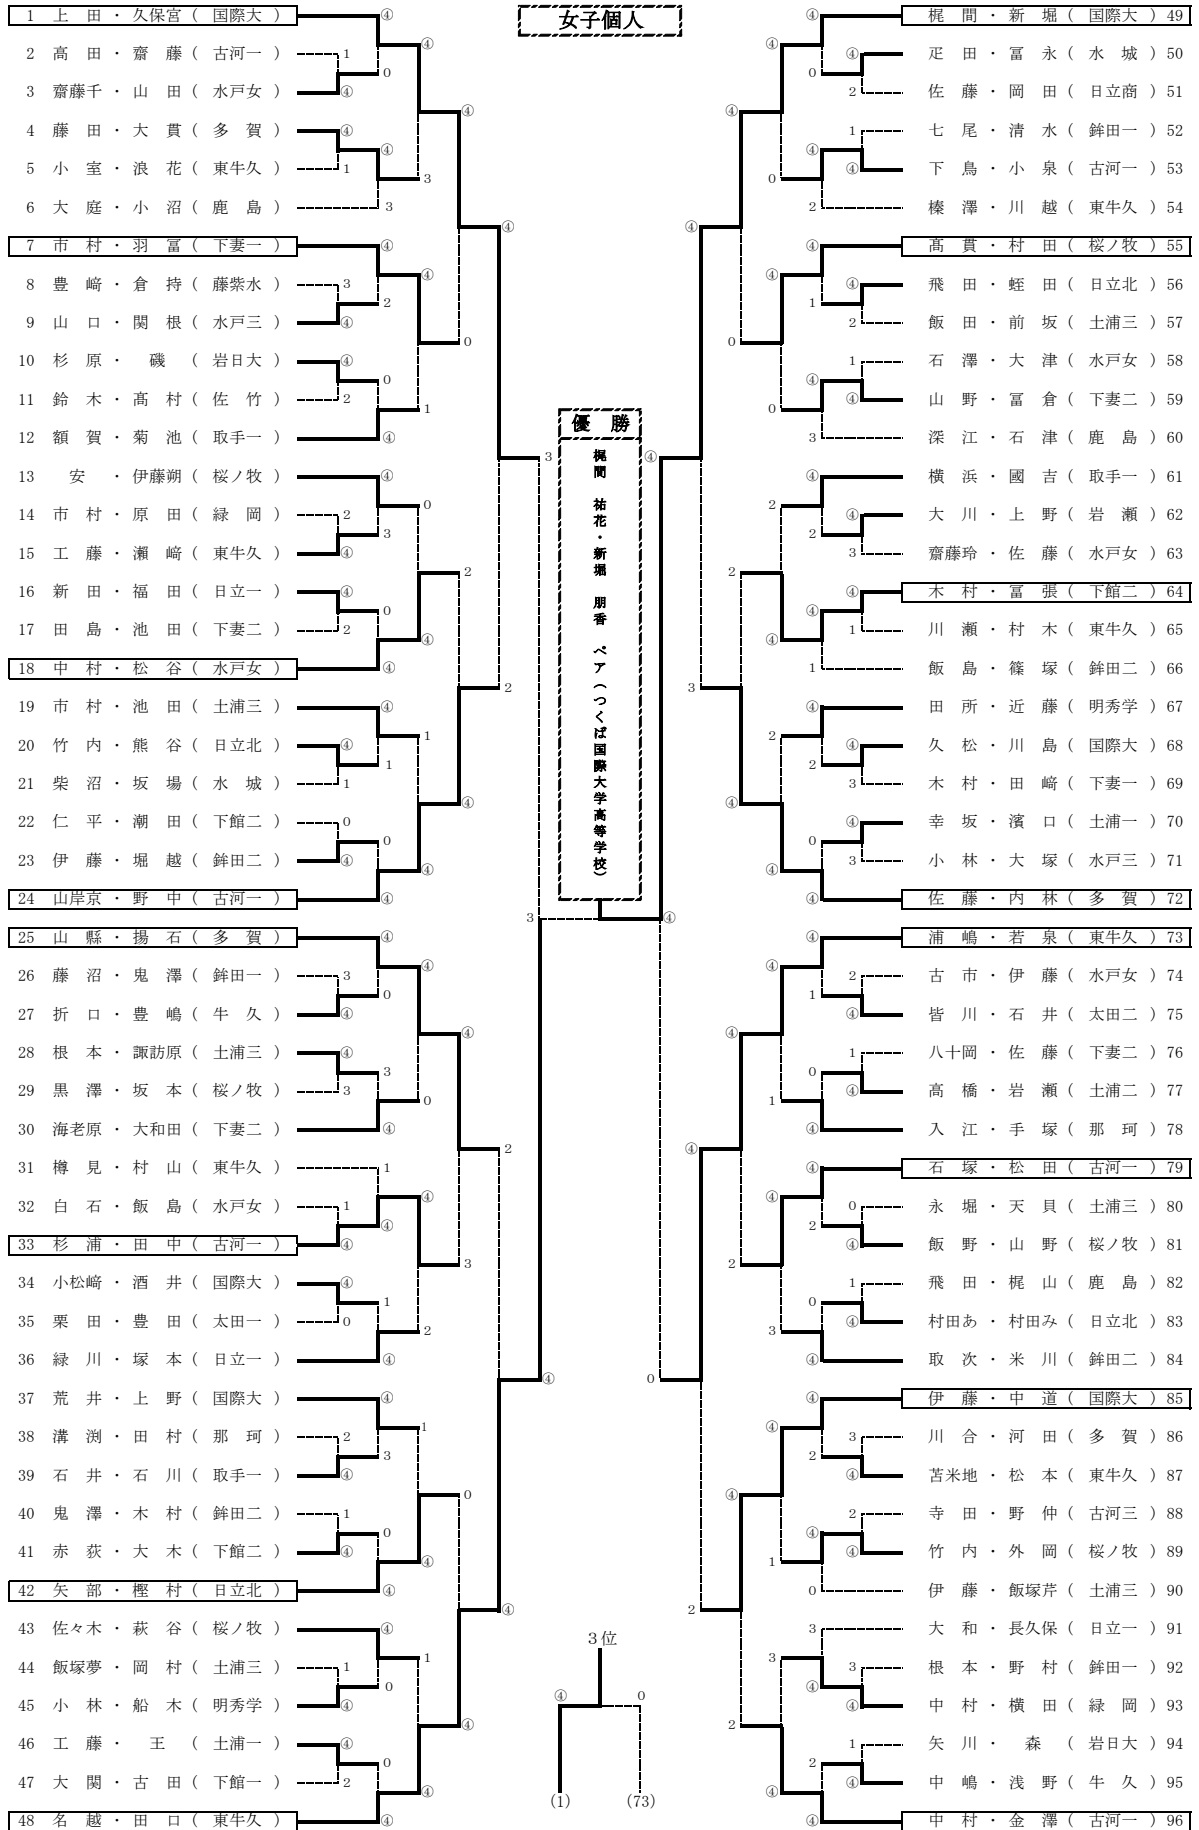 女子個人
1 上 田・久保宮 ( 国際大 )
2 高 田・齋 藤 ( 古河一 )
3 齋藤千・山 田 ( 水戸女 )
4 藤 田・大 貫 ( 多 賀 )
5 小 室・浪 花 ( 東牛久 )
6 大 庭・小 沼 ( 鹿 島 )
7 市 村・羽 冨 ( 下妻一 )
8 豊 﨑・倉 持 ( 藤紫水 )
9 山 口・関 根 ( 水戸三 )
10 杉 原・ 磯 ( 岩日大 )
11 鈴 木・髙 村 ( 佐 竹 )
12 額 賀・菊 池 ( 取手一 )
13 安 ・伊藤朔 ( 桜ノ牧 )
14 市 村・原 田 ( 緑 岡 )
15 工 藤・瀬 﨑 ( 東牛久 )
16 新 田・福 田 ( 日立一 )
17 田 島・池 田 ( 下妻二 )
18 中 村・松 谷 ( 水戸女 )
19 市 村・池 田 ( 土浦三 )
20 竹 内・熊 谷 ( 日立北 )
21 柴 沼・坂 場 ( 水 城 )
22 仁 平・潮 田 ( 下館二 )
23 伊 藤・堀 越 ( 鉾田二 )
24 山岸京・野 中 ( 古河一 )
25 山 縣・揚 石 ( 多 賀 )
26 藤 沼・鬼 澤 ( 鉾田一 )
27 折 口・豊 嶋 ( 牛 久 )
28 根 本・諏訪原 ( 土浦三 )
29 黒 澤・坂 本 ( 桜ノ牧 )
30 海老原・大和田 ( 下妻二 )
31 樽 見・村 山 ( 東牛久 )
32 白 石・飯 島 ( 水戸女 )
33 杉 浦・田 中 ( 古河一 )
34 小松﨑・酒 井 ( 国際大 )
35 栗 田・豊 田 ( 太田一 )
36 緑 川・塚 本 ( 日立一 )
37 荒 井・上 野 ( 国際大 )
38 溝 渕・田 村 ( 那 珂 )
39 石 井・石 川 ( 取手一 )
40 鬼 澤・木 村 ( 鉾田二 )
41 赤 荻・大 木 ( 下館二 )
42 矢 部・樫 村 ( 日立北 )
43 佐々木・萩 谷 ( 桜ノ牧 )
44 飯塚夢・岡 村 ( 土浦三 )
45 小 林・船 木 ( 明秀学 )
46 工 藤・ 王 ( 土浦一 )
47 大 関・古 田 ( 下館一 )
48 名 越・田 口 ( 東牛久 )
優 勝
梶間 祐花・新堀 朋香 ペア（つくば国際大学高等学校）
3 ④
3 ④
3位
④ 0
(1) (73)
梶 間・新 堀 ( 国際大 ) 49
疋 田・冨 永 ( 水 城 ) 50
佐 藤・岡 田 ( 日立商 ) 51
七 尾・清 水 ( 鉾田一 ) 52
下 鳥・小 泉 ( 古河一 ) 53
榛 澤・川 越 ( 東牛久 ) 54
髙 貫・村 田 ( 桜ノ牧 ) 55
飛 田・蛭 田 ( 日立北 ) 56
飯 田・前 坂 ( 土浦三 ) 57
石 澤・大 津 ( 水戸女 ) 58
山 野・冨 倉 ( 下妻二 ) 59
深 江・石 津 ( 鹿 島 ) 60
横 浜・國 吉 ( 取手一 ) 61
大 川・上 野 ( 岩 瀬 ) 62
齋藤玲・佐 藤 ( 水戸女 ) 63
木 村・冨 張 ( 下館二 ) 64
川 瀬・村 木 ( 東牛久 ) 65
飯 島・篠 塚 ( 鉾田二 ) 66
田 所・近 藤 ( 明秀学 ) 67
久 松・川 島 ( 国際大 ) 68
木 村・田 﨑 ( 下妻一 ) 69
幸 坂・濱 口 ( 土浦一 ) 70
小 林・大 塚 ( 水戸三 ) 71
佐 藤・内 林 ( 多 賀 ) 72
浦 嶋・若 泉 ( 東牛久 ) 73
古 市・伊 藤 ( 水戸女 ) 74
皆 川・石 井 ( 太田二 ) 75
八十岡・佐 藤 ( 下妻二 ) 76
高 橋・岩 瀬 ( 土浦二 ) 77
入 江・手 塚 ( 那 珂 ) 78
石 塚・松 田 ( 古河一 ) 79
永 堀・天 貝 ( 土浦三 ) 80
飯 野・山 野 ( 桜ノ牧 ) 81
飛 田・梶 山 ( 鹿 島 ) 82
村田あ・村田み ( 日立北 ) 83
取 次・米 川 ( 鉾田二 ) 84
伊 藤・中 道 ( 国際大 ) 85
川 合・河 田 ( 多 賀 ) 86
苫米地・松 本 ( 東牛久 ) 87
寺 田・野 仲 ( 古河三 ) 88
竹 内・外 岡 ( 桜ノ牧 ) 89
伊 藤・飯塚芹 ( 土浦三 ) 90
大 和・長久保 ( 日立一 ) 91
根 本・野 村 ( 鉾田一 ) 92
中 村・横 田 ( 緑 岡 ) 93
矢 川・ 森 ( 岩日大 ) 94
中 嶋・浅 野 ( 牛 久 ) 95
中 村・金 澤 ( 古河一 ) 96